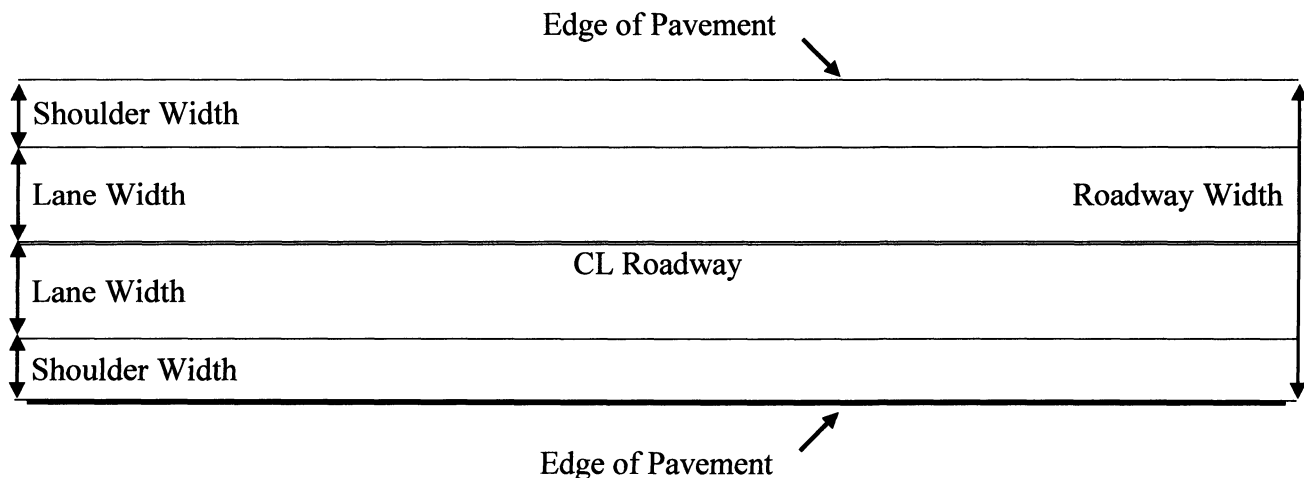 Edge of Pavement
Shoulder Width
Lane Width
Roadway Width
CL Roadway
Lane Width
Shoulder Width
Edge of Pavement